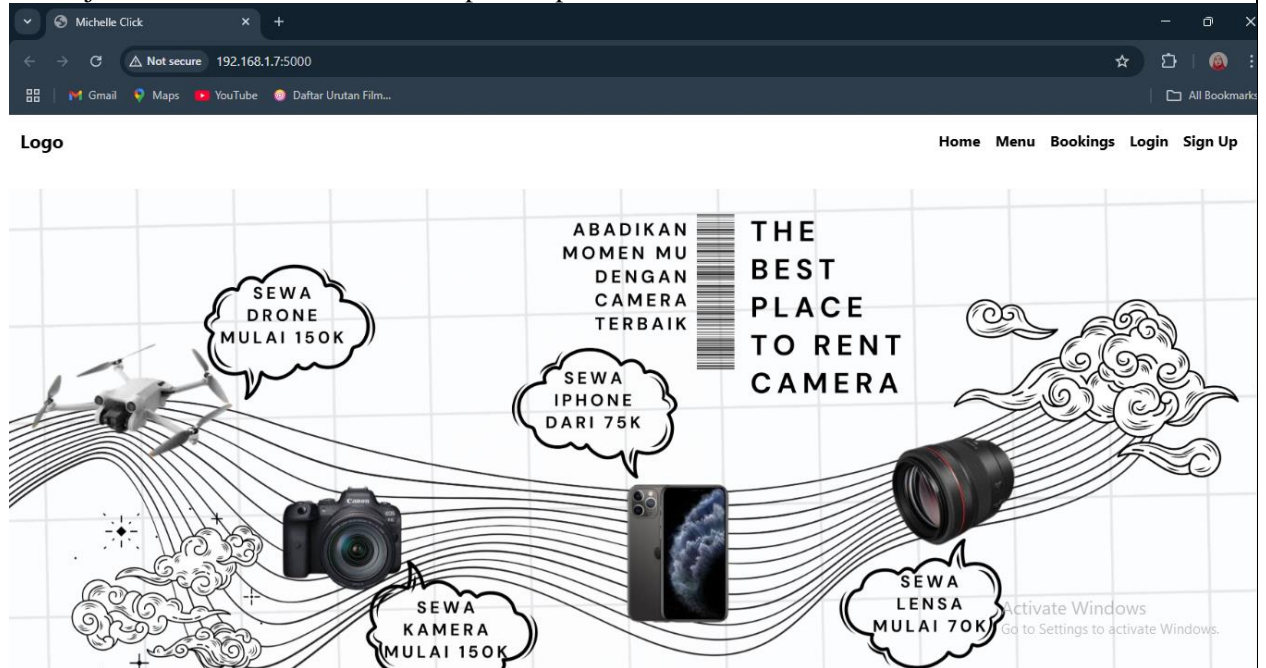 Michelle Click
Not secure 192.168.1.7:5000
Gmail Maps YouTube Daftar Urutan Film... All Bookmarks
Logo Home Menu Bookings Login Sign Up
ABADIKAN
MOMEN MU
DENGAN
CAMERA
TERBAIK
THE
BEST
PLACE
TO RENT
CAMERA
SEWA
DRONE
MULAI 150K
SEWA
IPHONE
DARI 75K
Canon
SEWA
KAMERA
MULAI 150K
SEWA
LENSA
MULAI 70K
Activate Windows
Go to Settings to activate Windows.